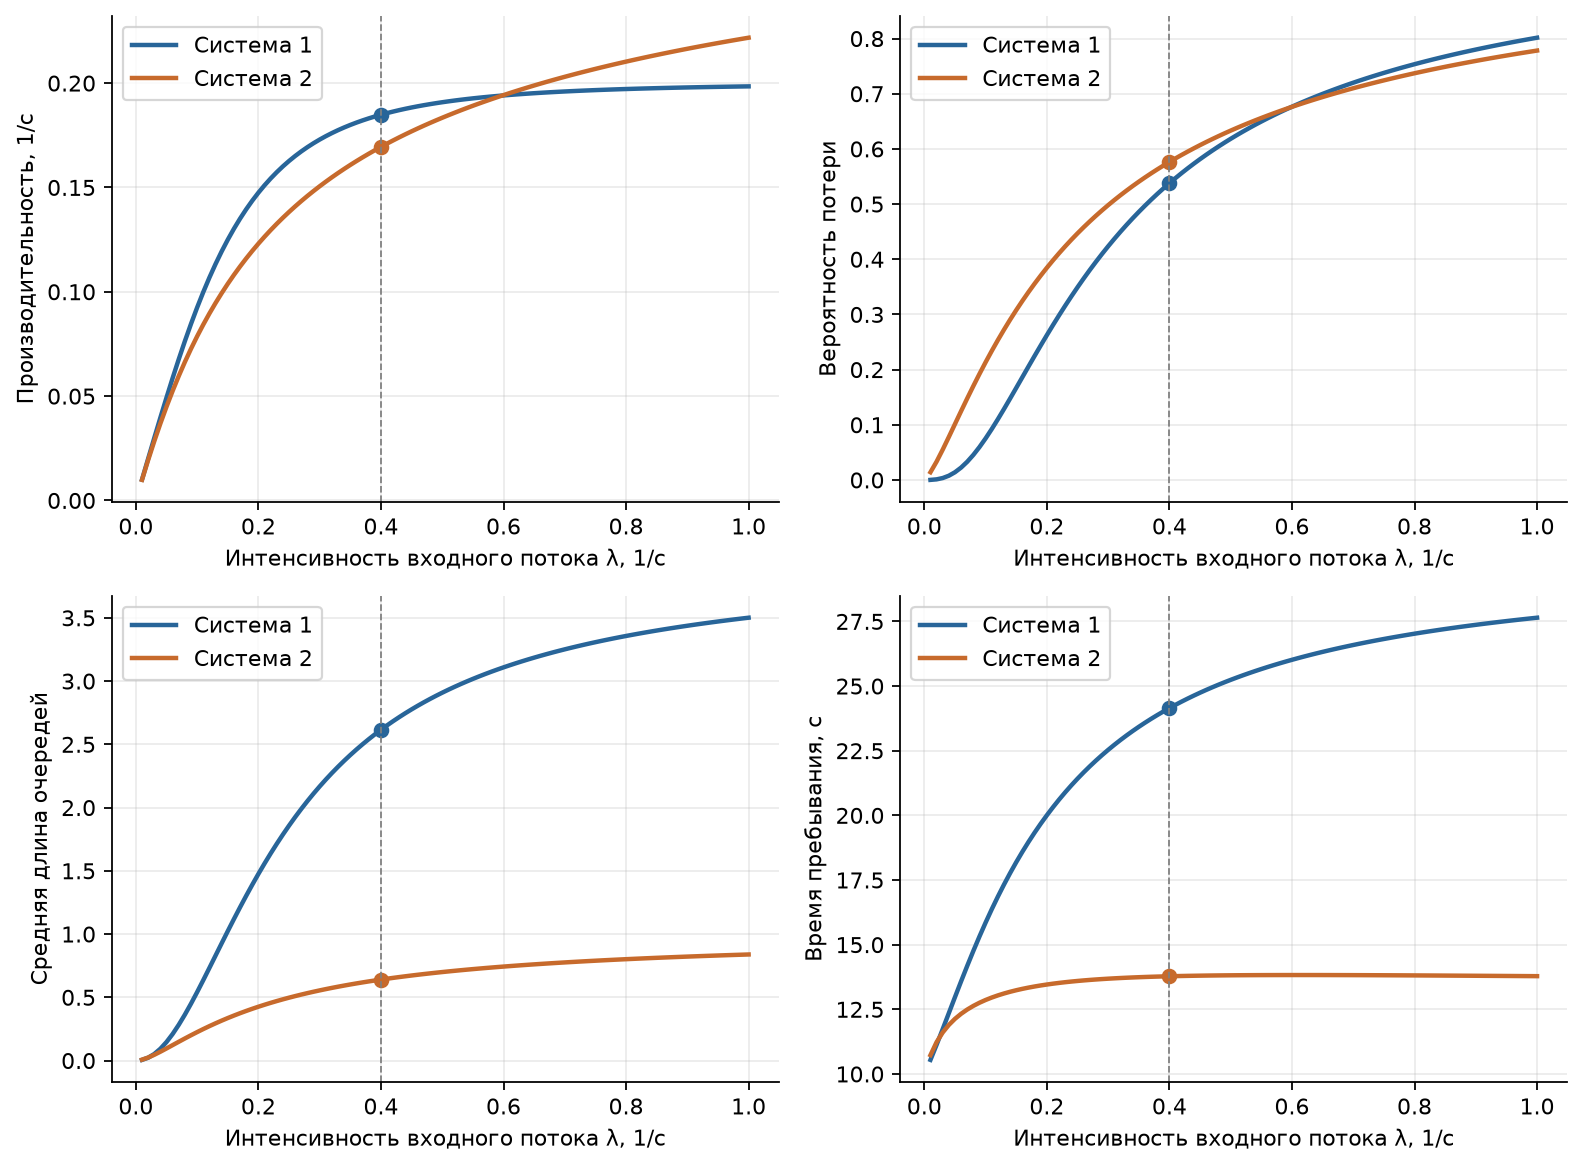 Производительность, 1/с
0.20
0.15
0.10
0.05
0.00
Система 1
Система 2
0.0 0.2 0.4 0.6 0.8 1.0
Интенсивность входного потока λ, 1/с
Вероятность потери
0.8
0.7
0.6
0.5
0.4
0.3
0.2
0.1
0.0
Система 1
Система 2
0.0 0.2 0.4 0.6 0.8 1.0
Интенсивность входного потока λ, 1/с
Средняя длина очередей
3.5
3.0
2.5
2.0
1.5
1.0
0.5
0.0
Система 1
Система 2
0.0 0.2 0.4 0.6 0.8 1.0
Интенсивность входного потока λ, 1/с
Время пребывания, с
27.5
25.0
22.5
20.0
17.5
15.0
12.5
10.0
Система 1
Система 2
0.0 0.2 0.4 0.6 0.8 1.0
Интенсивность входного потока λ, 1/с